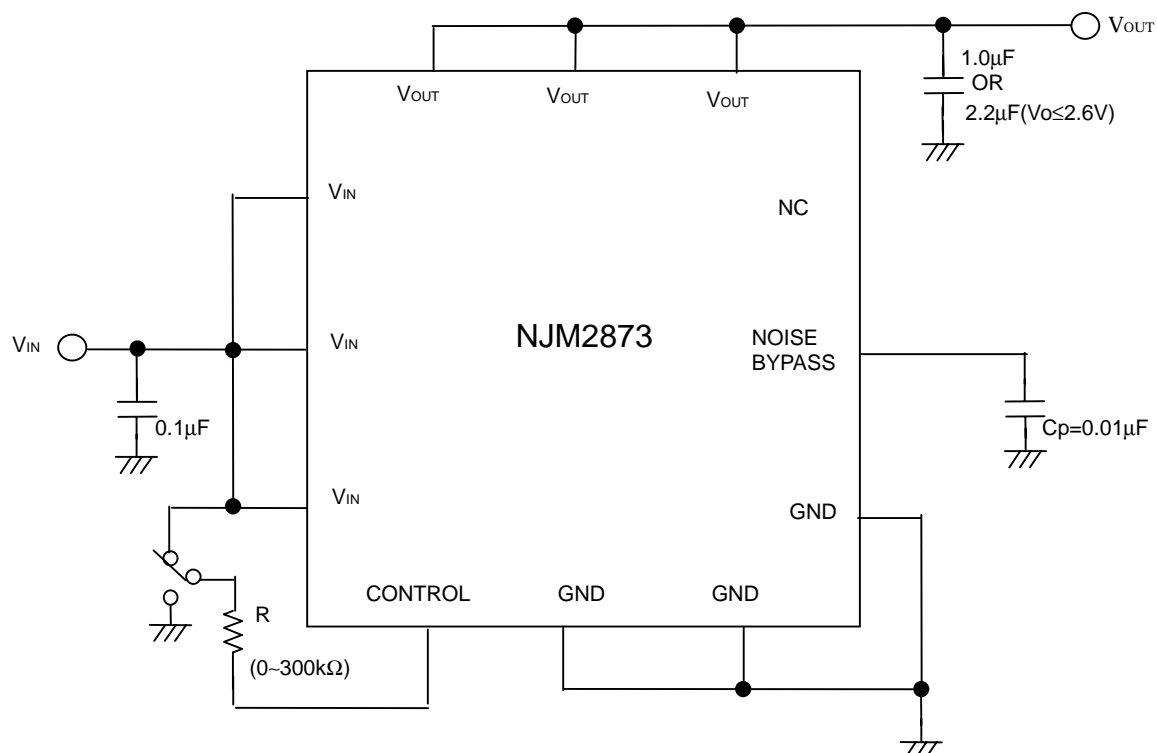 VOUT
1.0μF
OR
2.2μF(Vo≤2.6V)
VOUT
VOUT
VOUT
VIN
NC
VIN
VIN
NJM2873
NOISE
BYPASS
0.1μF
Cp=0.01μF
VIN
GND
CONTROL
GND
GND
R
(0~300kΩ)